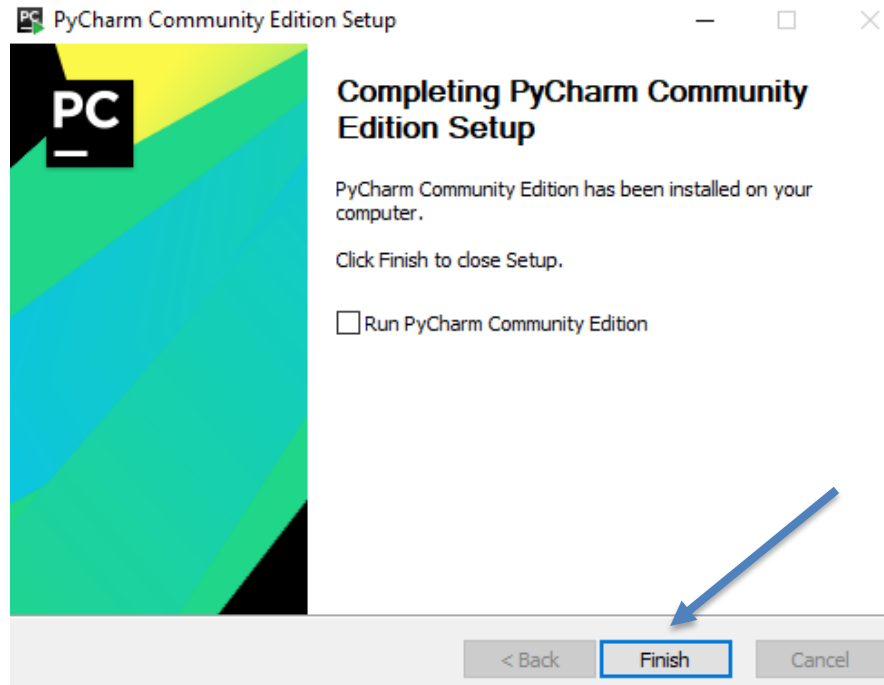 PyCharm Community Edition Setup
PC
Completing PyCharm Community
Edition Setup
PyCharm Community Edition has been installed on your
computer.
Click Finish to close Setup.
Run PyCharm Community Edition
< Back Finish Cancel